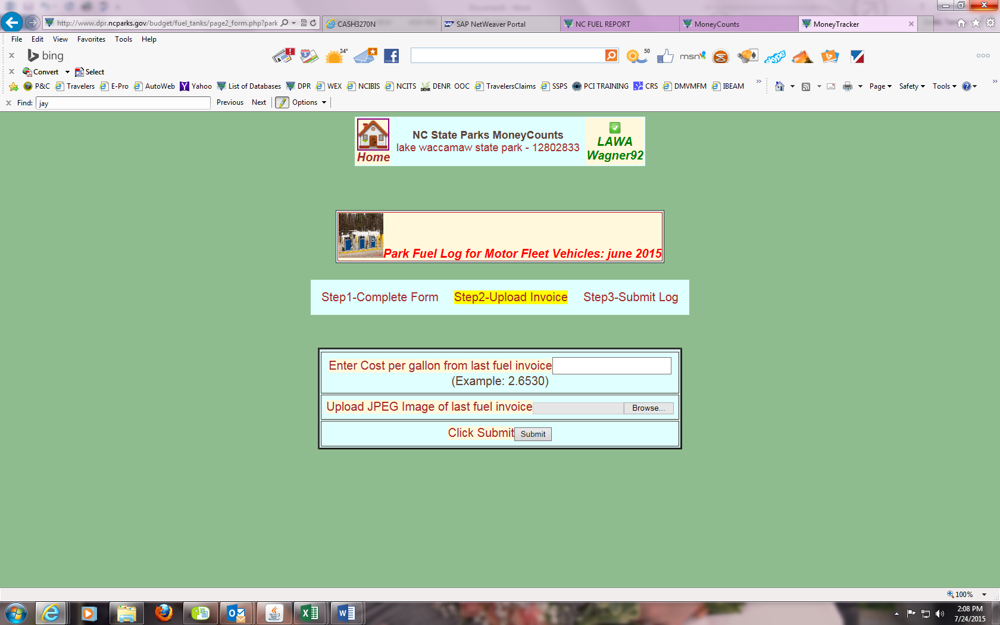 http://www.dpr.ncparks.gov/budget/fuel_tanks/page2_form.php?park
CASH3270N
SAP NetWeaver Portal
NC FUEL REPORT
MoneyCounts
MoneyTracker
File Edit View Favorites Tools Help
bing
34°
50
msn
skype
Convert Select
P&C Travelers E-Pro AutoWeb Yahoo List of Databases DPR WEX NCIBIS NCITS DENR OOC TravelersClaims SSPS PCI TRAINING CRS DMVMFM IBEAM
Page Safety Tools
Find: jay Previous Next Options
Home
NC State Parks MoneyCounts
lake waccamaw state park - 12802833
LAWA
Wagner92
Park Fuel Log for Motor Fleet Vehicles: june 2015
Step1-Complete Form Step2-Upload Invoice Step3-Submit Log
Enter Cost per gallon from last fuel invoice
(Example: 2.6530)
Upload JPEG Image of last fuel invoice Browse...
Click Submit Submit
100%
2:08 PM
7/24/2015